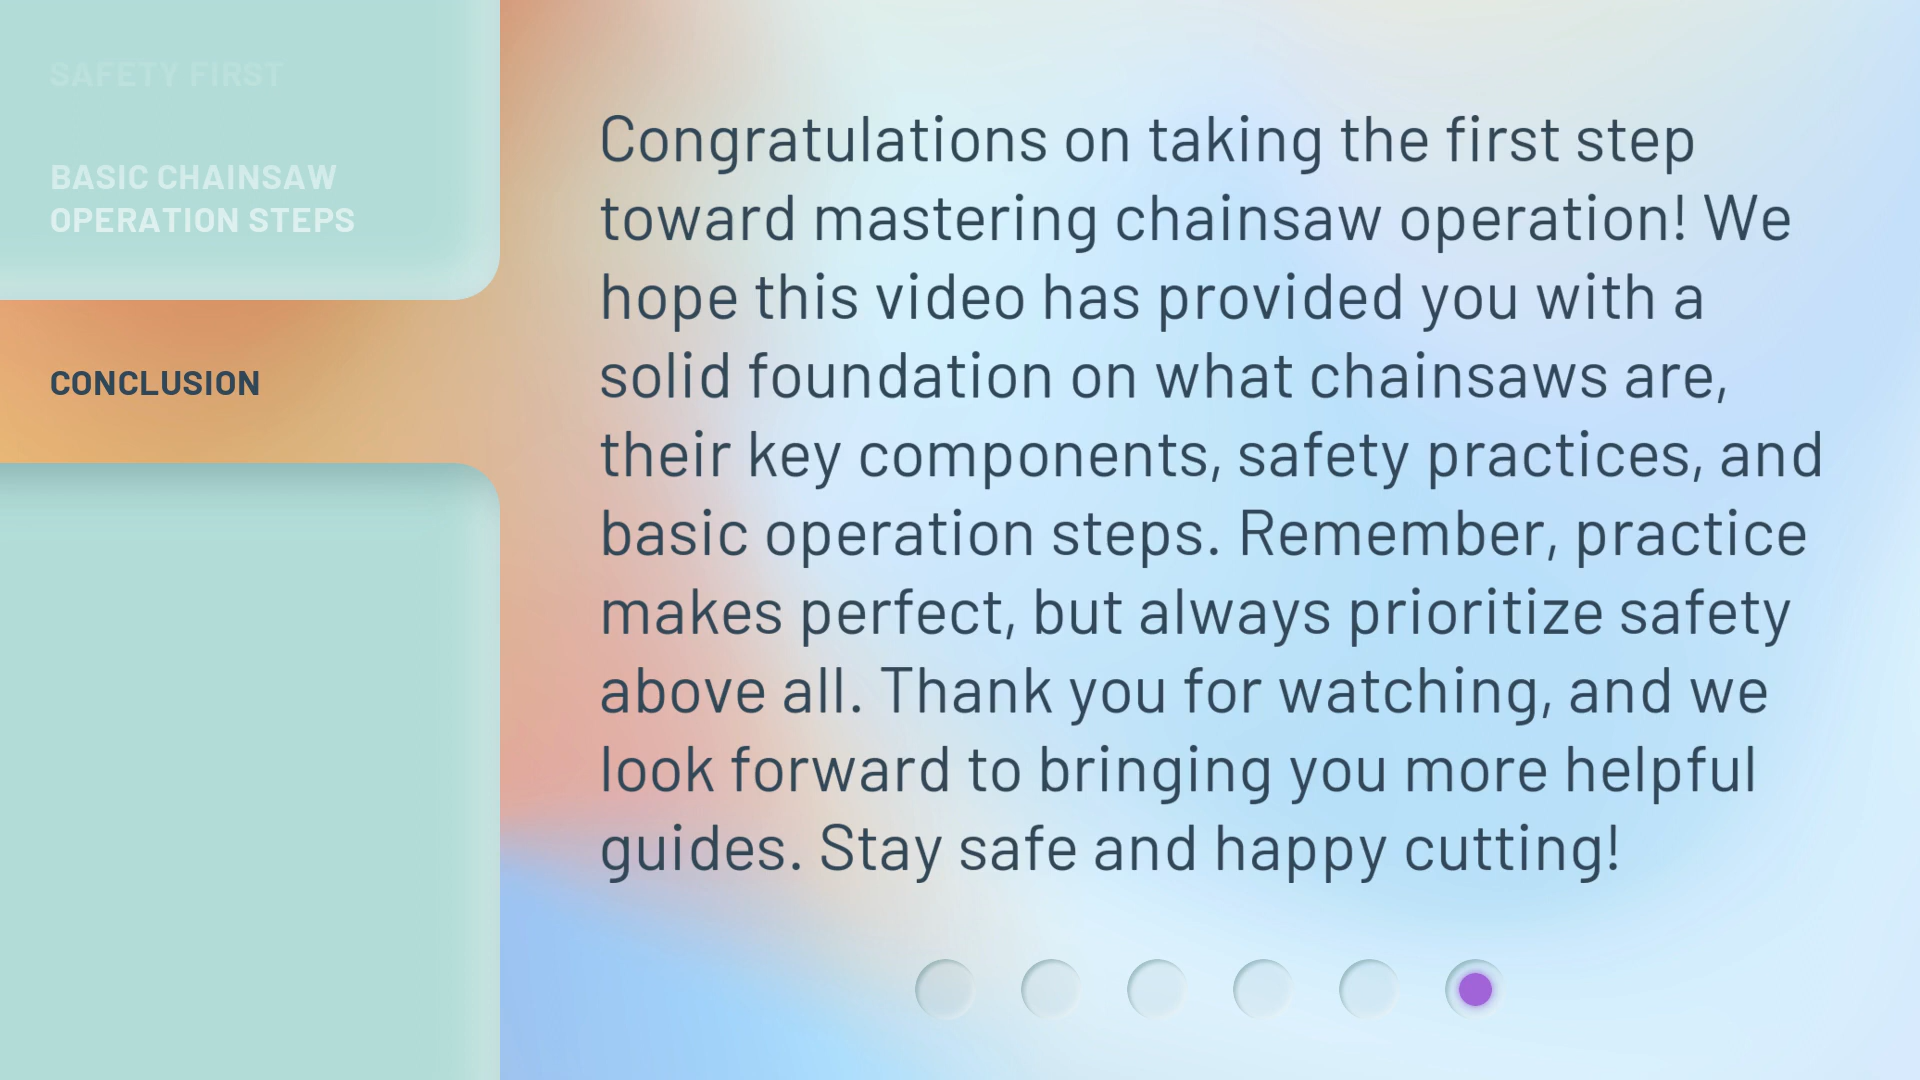 SAFETY FIRST
BASIC CHAINSAW
OPERATION STEPS
CONCLUSION
Congratulations on taking the first step
toward mastering chainsaw operation! We
hope this video has provided you with a
solid foundation on what chainsaws are,
their key components, safety practices, and
basic operation steps. Remember, practice
makes perfect, but always prioritize safety
above all. Thank you for watching, and we
look forward to bringing you more helpful
guides. Stay safe and happy cutting!